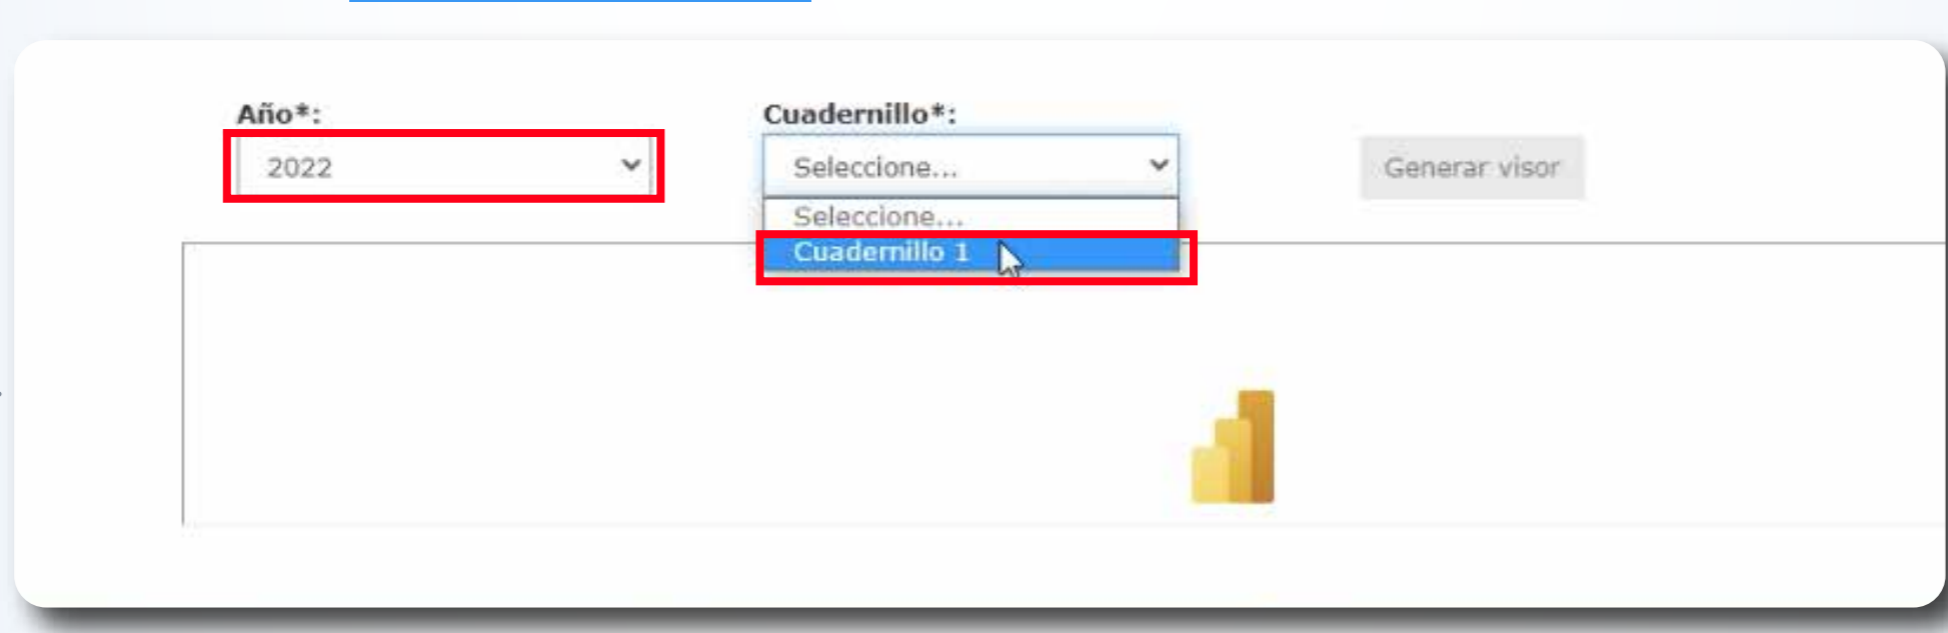 Año*:
Cuadernillo*:
2022
Seleccione...
Generar visor
Seleccione...
Cuadernillo 1